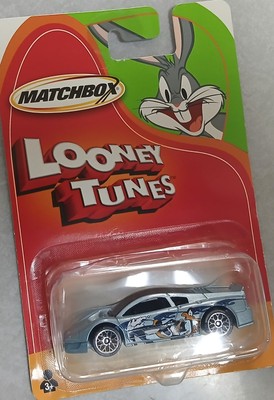 MATCHBOX
LOONEY
TUNES
3+